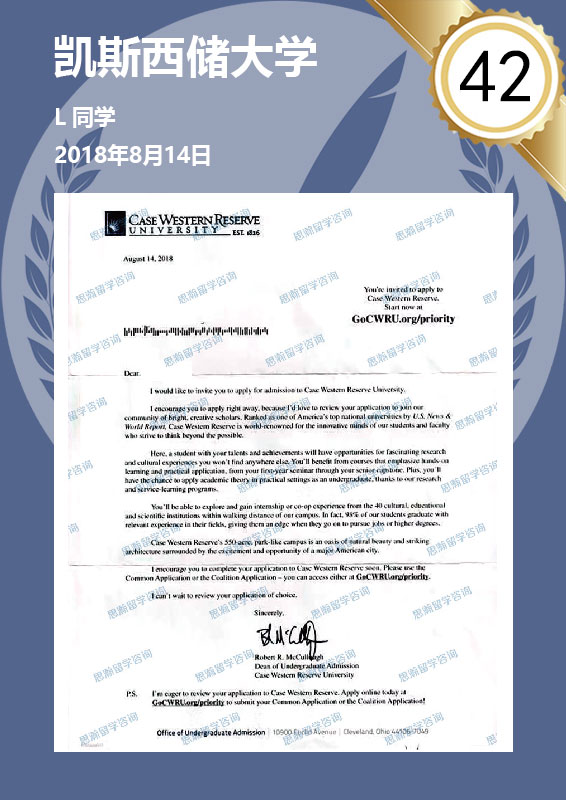 凯斯西储大学
42
L 同学
2018年8月14日
CASE WESTERN RESERVE
UNIVERSITY EST. 1826
August 14, 2018
You're invited to apply to
Case Western Reserve.
Start now at
GoCWRU.org/priority
Dear
I would like to invite you to apply for admission to Case Western Reserve University.
I encourage you to apply right away, because I'd love to review your application to join our
community of bright, creative scholars. Ranked as one of America's top national universities by U.S. News &
World Report, Case Western Reserve is world-renowned for the innovative minds of our students and faculty
who strive to think beyond the possible.
Here, a student with your talents and achievements will have opportunities for fascinating research
and cultural experiences you won't find anywhere else. You'll benefit from courses that emphasize hands-on
learning and practical application, from your first-year seminar through your senior capstone. Plus, you'll
have the chance to apply academic theory in practical settings as an undergraduate, thanks to our research
and service-learning programs.
You'll be able to explore and gain internship or co-op experience from the 40 cultural, educational
and scientific institutions within walking distance of our campus. In fact, 98% of our students graduate with
relevant experience in their fields, giving them an edge when they go on to pursue jobs or higher degrees.
Case Western Reserve's 550-acre, park-like campus is an oasis of natural beauty and striking
architecture surrounded by the excitement and opportunity of a major American city.
I encourage you to complete your application to Case Western Reserve soon. Please use the
Common Application or the Coalition Application – you can access either at GoCWRU.org/priority.
I can't wait to review your application of choice.
Sincerely,
Robert R. McCullough
Dean of Undergraduate Admission
Case Western Reserve University
P.S. I'm eager to review your application to Case Western Reserve. Apply online today at
GoCWRU.org/priority to submit your Common Application or the Coalition Application!
Office of Undergraduate Admission | 10900 Euclid Avenue | Cleveland, Ohio 44106-7049
思瀚留学咨询